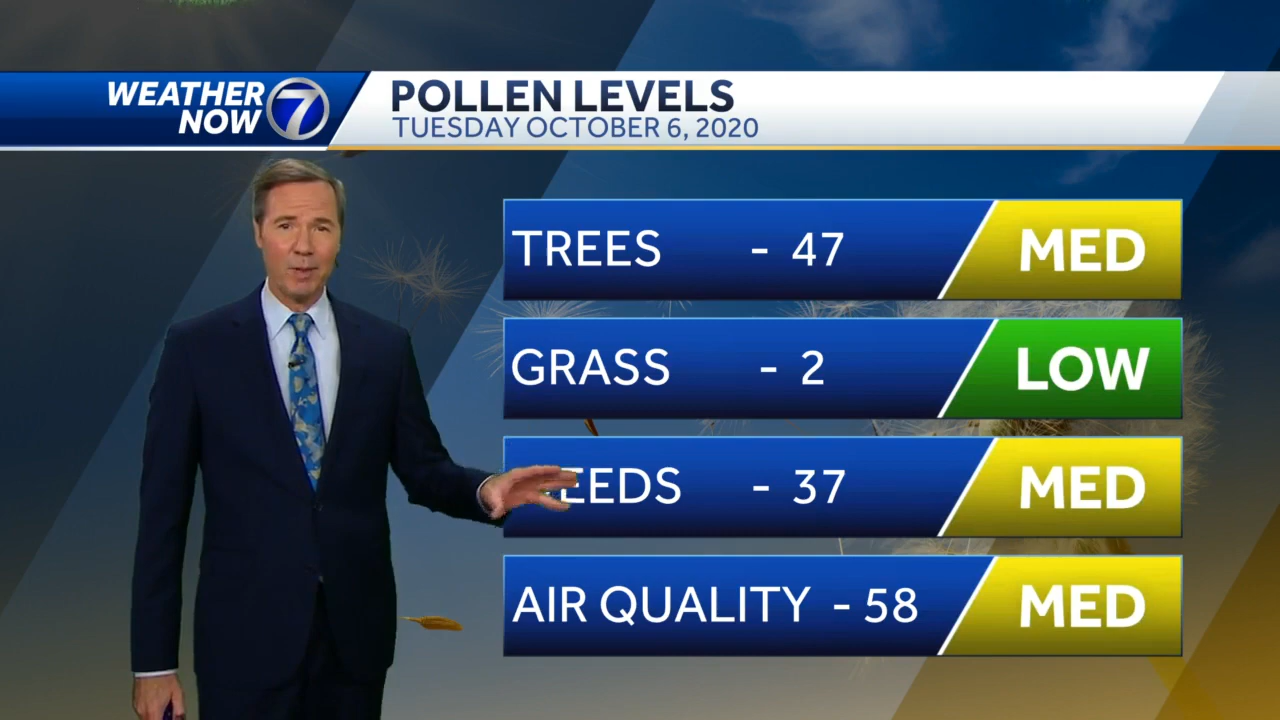 WEATHER
NOW 7
POLLEN LEVELS
TUESDAY OCTOBER 6, 2020
TREES - 47 MED
GRASS - 2 LOW
EEDS - 37 MED
AIR QUALITY - 58 MED